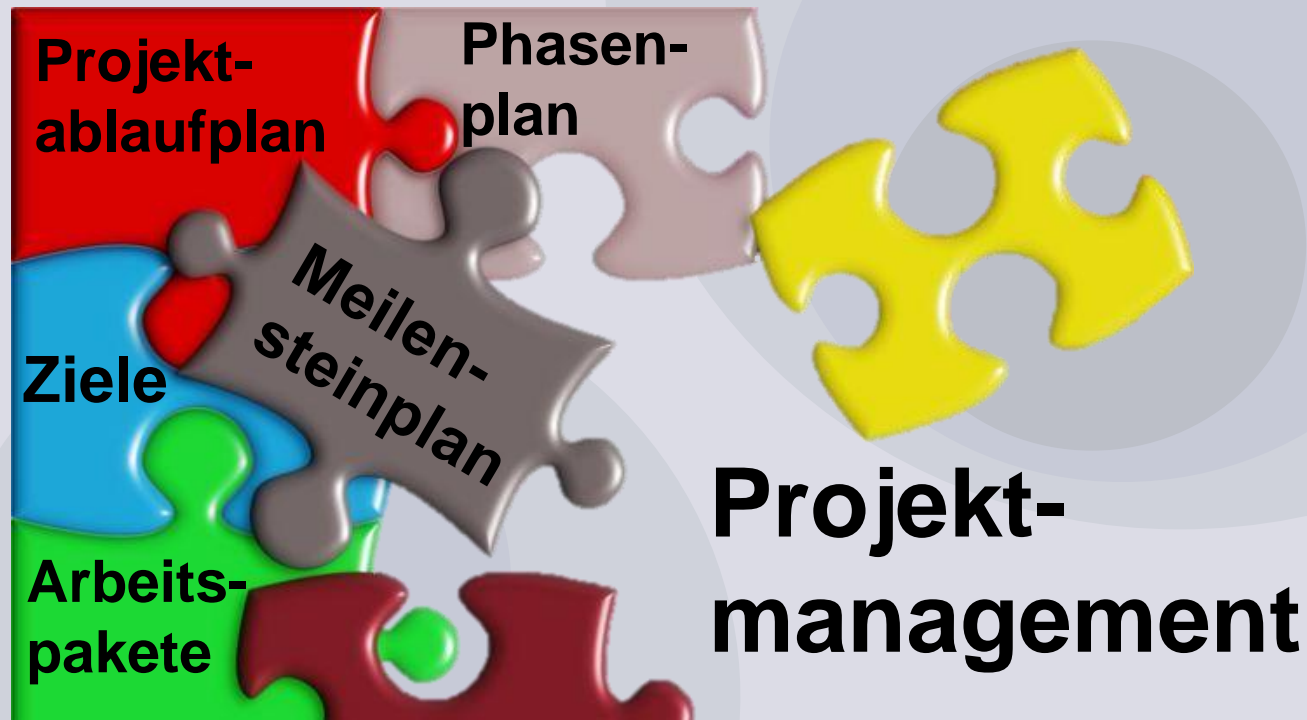 Projekt-
ablaufplan
Phasen-
plan
Meilen-
steinplan
Ziele
Arbeits-
pakete
Projekt-
management